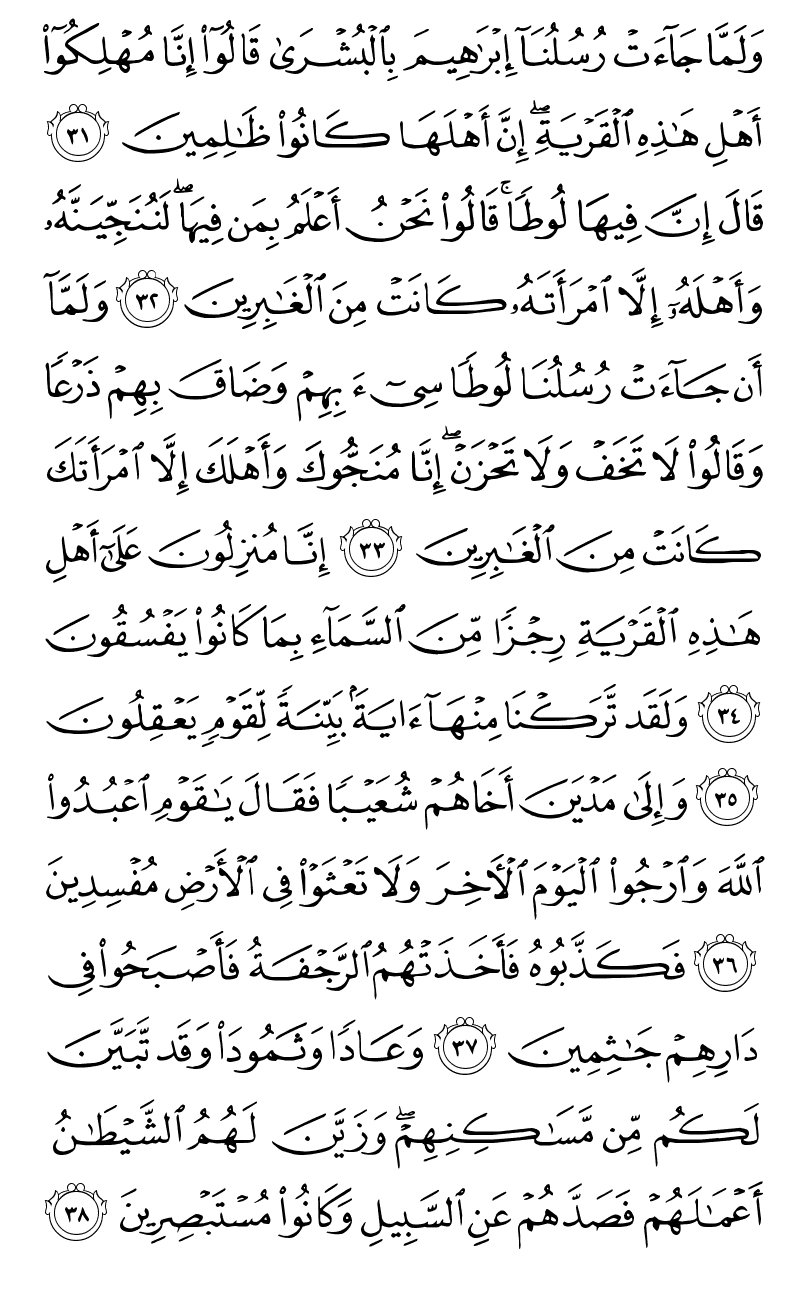 وَلَمَّا جَآءَتۡ رُسُلُنَآ إِبۡرَٰهِيمَ بِٱلۡبُشۡرَىٰ قَالُوٓاْ إِنَّا مُهۡلِكُوٓاْ
أَهۡلِ هَٰذِهِ ٱلۡقَرۡيَةِۖ إِنَّ أَهۡلَهَا كَانُواْ ظَٰلِمِينَ ٣١
قَالَ إِنَّ فِيهَا لُوطٗاۚ قَالُواْ نَحۡنُ أَعۡلَمُ بِمَن فِيهَاۖ لَنُنَجِّيَنَّهُۥ
وَأَهۡلَهُۥٓ إِلَّا ٱمۡرَأَتَهُۥ كَانَتۡ مِنَ ٱلۡغَٰبِرِينَ ٣٢ وَلَمَّآ
أَن جَآءَتۡ رُسُلُنَا لُوطٗا سِيٓءَ بِهِمۡ وَضَاقَ بِهِمۡ ذَرۡعٗا
وَقَالُواْ لَا تَخَفۡ وَلَا تَحۡزَنۡۖ إِنَّا مُنَجُّوكَ وَأَهۡلَكَ إِلَّا ٱمۡرَأَتَكَ
كَانَتۡ مِنَ ٱلۡغَٰبِرِينَ ٣٣ إِنَّا مُنزِلُونَ عَلَىٰٓ أَهۡلِ
هَٰذِهِ ٱلۡقَرۡيَةِ رِجۡزٗا مِّنَ ٱلسَّمَآءِ بِمَا كَانُواْ يَفۡسُقُونَ
٣٤ وَلَقَد تَّرَكۡنَا مِنۡهَآ ءَايَةَۢ بَيِّنَةٗ لِّقَوۡمٖ يَعۡقِلُونَ
٣٥ وَإِلَىٰ مَدۡيَنَ أَخَاهُمۡ شُعَيۡبٗا فَقَالَ يَٰقَوۡمِ ٱعۡبُدُواْ
ٱللَّهَ وَٱرۡجُواْ ٱلۡيَوۡمَ ٱلۡأٓخِرَ وَلَا تَعۡثَوۡاْ فِي ٱلۡأَرۡضِ مُفۡسِدِينَ
٣٦ فَكَذَّبُوهُ فَأَخَذَتۡهُمُ ٱلرَّجۡفَةُ فَأَصۡبَحُواْ فِي
دَارِهِمۡ جَٰثِمِينَ ٣٧ وَعَادٗا وَثَمُودَاْ وَقَد تَّبَيَّنَ
لَكُم مِّن مَّسَٰكِنِهِمۡۖ وَزَيَّنَ لَهُمُ ٱلشَّيۡطَٰنُ
أَعۡمَٰلَهُمۡ فَصَدَّهُمۡ عَنِ ٱلسَّبِيلِ وَكَانُواْ مُسۡتَبۡصِرِينَ ٣٨